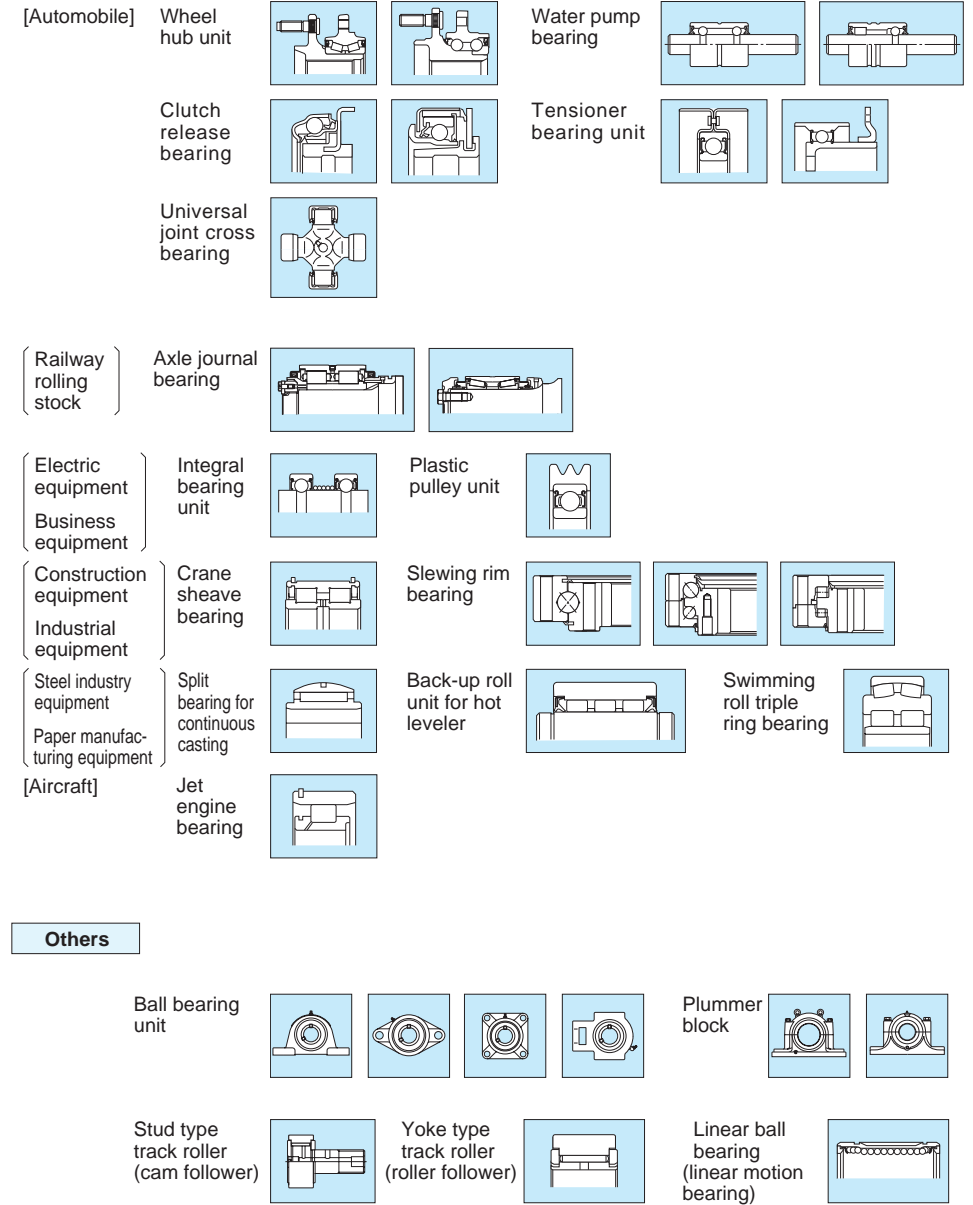 [Automobile]
Wheel
hub unit
Water pump
bearing
Clutch
release
bearing
Tensioner
bearing unit
Universal
joint cross
bearing
Railway
rolling
stock
Axle journal
bearing
Electric
equipment
Business
equipment
Integral
bearing
unit
Plastic
pulley unit
Construction
equipment
Industrial
equipment
Crane
sheave
bearing
Slewing rim
bearing
Steel industry
equipment
Paper manufac-
turing equipment
Split
bearing for
continuous
casting
Back-up roll
unit for hot
leveler
Swimming
roll triple
ring bearing
[Aircraft]
Jet
engine
bearing
Others
Ball bearing
unit
Plummer
block
Stud type
track roller
(cam follower)
Yoke type
track roller
(roller follower)
Linear ball
bearing
(linear motion
bearing)